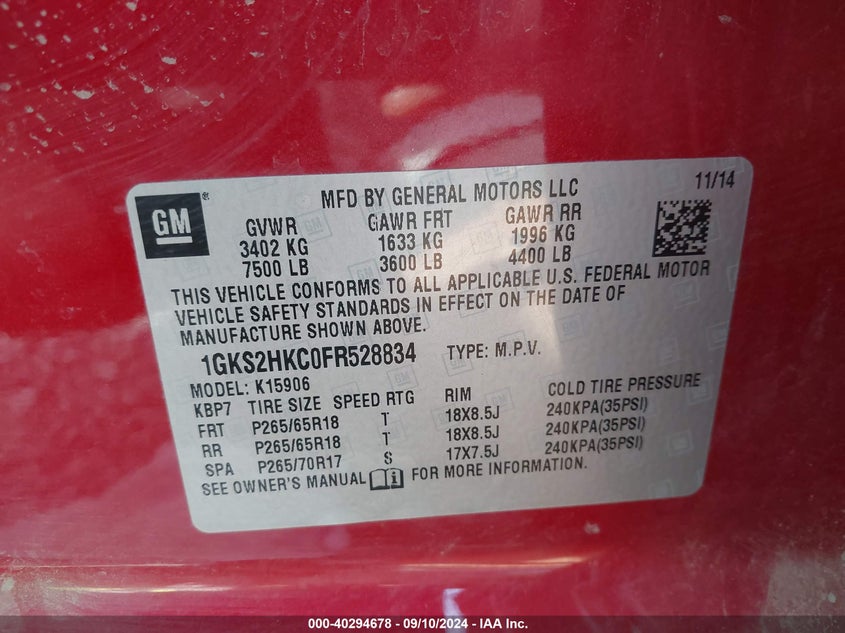 GM ®
MFD BY GENERAL MOTORS LLC 11/14
GVWR GAWR FRT GAWR RR
3402 KG 1633 KG 1996 KG
7500 LB 3600 LB 4400 LB
THIS VEHICLE CONFORMS TO ALL APPLICABLE U.S. FEDERAL MOTOR
VEHICLE SAFETY STANDARDS IN EFFECT ON THE DATE OF
MANUFACTURE SHOWN ABOVE.
1GKS2HKC0FR528834 TYPE: M.P.V.
MODEL: K15906
KBP7 TIRE SIZE SPEED RTG RIM COLD TIRE PRESSURE
FRT P265/65R18 T 18X8.5J 240KPA(35PSI)
RR P265/65R18 T 18X8.5J 240KPA(35PSI)
SPA P265/70R17 S 17X7.5J 240KPA(35PSI)
SEE OWNER'S MANUAL FOR MORE INFORMATION.
000-40294678 - 09/10/2024 - IAA Inc.